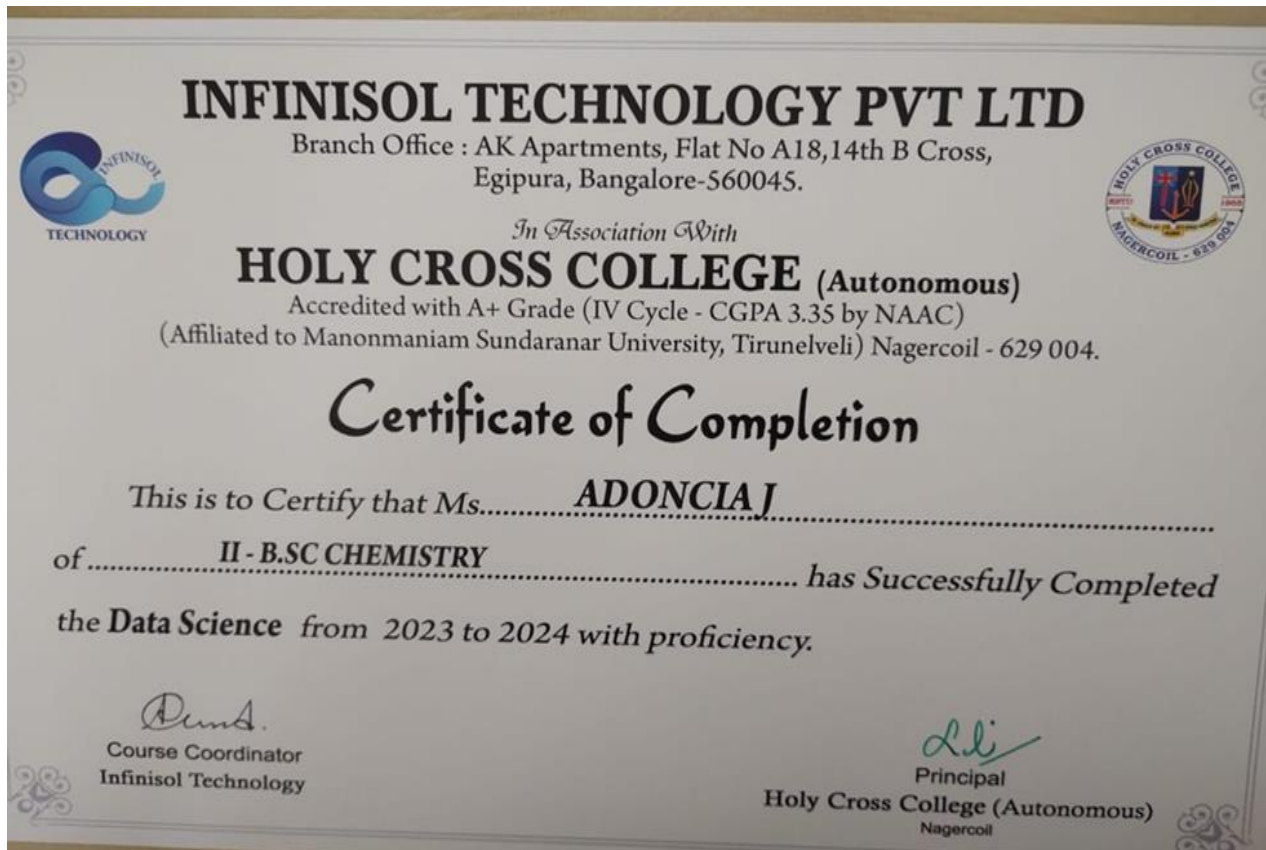 INFINISOL TECHNOLOGY PVT LTD
Branch Office : AK Apartments, Flat No A18,14th B Cross,
Egipura, Bangalore-560045.
INFINISOL
TECHNOLOGY
HOLY CROSS COLLEGE
1965
NAGERCOIL - 629 004
In Association With
HOLY CROSS COLLEGE (Autonomous)
Accredited with A+ Grade (IV Cycle - CGPA 3.35 by NAAC)
(Affiliated to Manonmaniam Sundaranar University, Tirunelveli) Nagercoil - 629 004.
Certificate of Completion
This is to Certify that Ms. ADONCIA J
of II - B.SC CHEMISTRY has Successfully Completed
the Data Science from 2023 to 2024 with proficiency.
Course Coordinator
Infinisol Technology
Principal
Holy Cross College (Autonomous)
Nagercoil